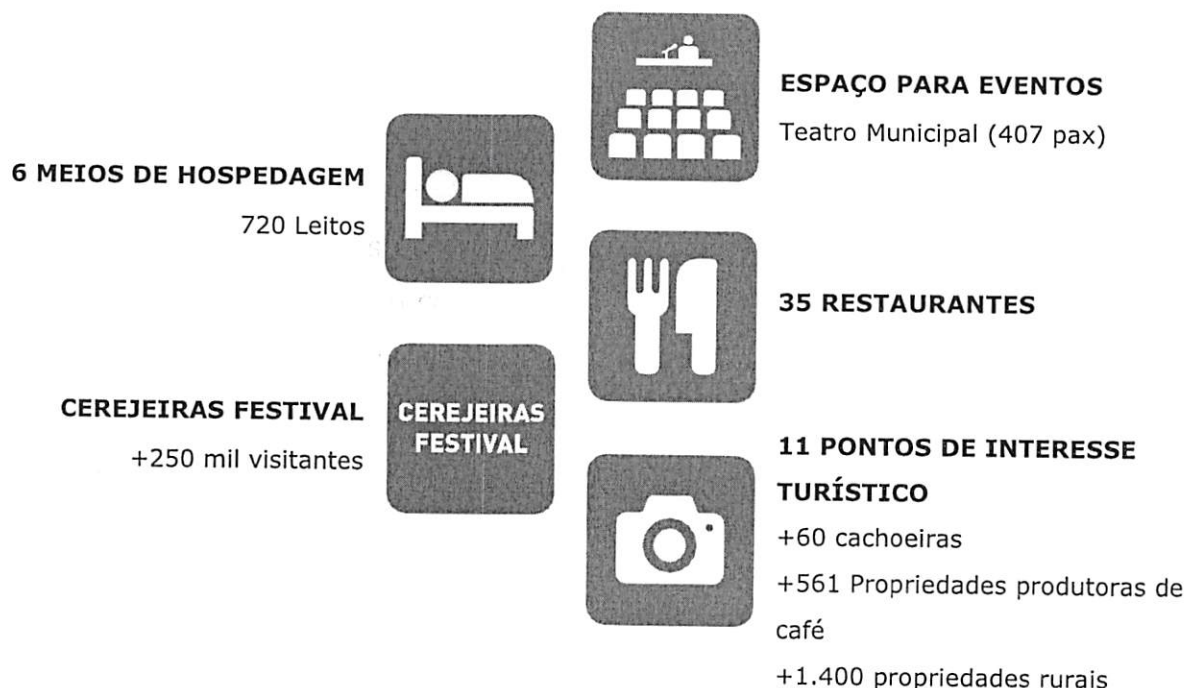 ESPAÇO PARA EVENTOS
Teatro Municipal (407 pax)
6 MEIOS DE HOSPEDAGEM
720 Leitos
35 RESTAURANTES
CEREJEIRAS FESTIVAL
+250 mil visitantes
CEREJEIRAS
FESTIVAL
11 PONTOS DE INTERESSE
TURÍSTICO
+60 cachoeiras
+561 Propriedades produtoras de
café
+1.400 propriedades rurais